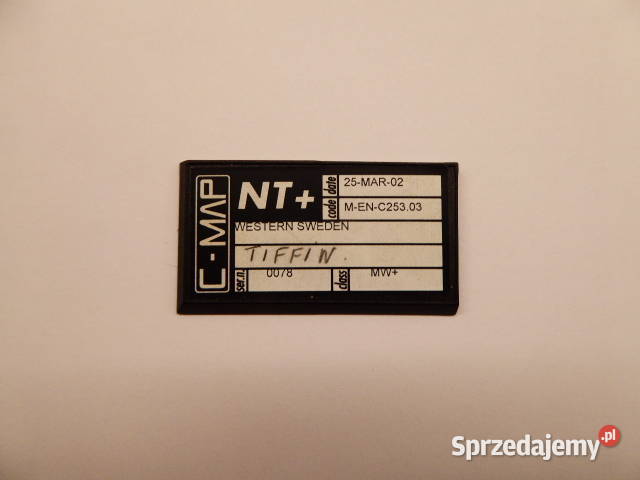 C-MAP
NT+
date 25-MAR-02
code M-EN-C253.03
WESTERN SWEDEN
TIFFIN.
ser.n. 0078 class MW+
Sprzedajemy.pl